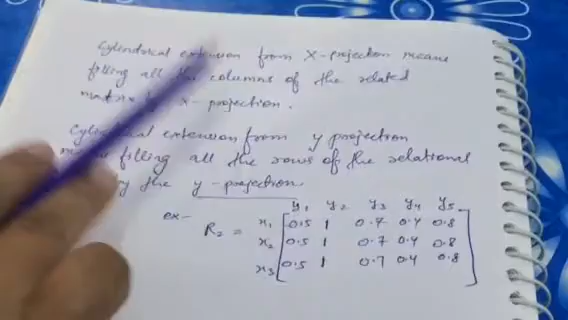 Cylindrical extension from X-projection means
filling all the columns of the related
matrix by X-projection.
Cylindrical extension from y projection
means filling all the rows of the relational
by the y-projection.
ex- y1 y2 y3 y4 y5
x1 0.5 1 0.7 0.4 0.8
R2 = x2 0.5 1 0.7 0.4 0.8
x3 0.5 1 0.7 0.4 0.8